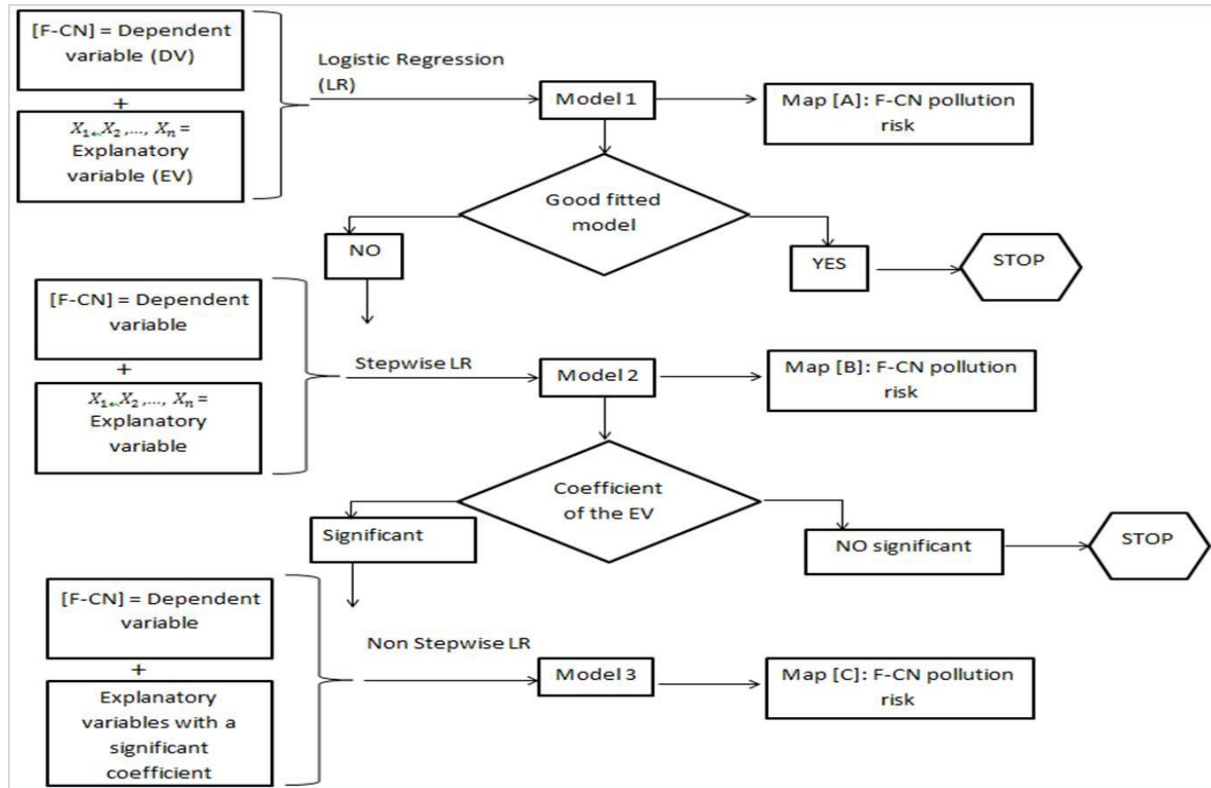 [F-CN] = Dependent
variable (DV)
+
X₁, X₂ ,..., Xₙ =
Explanatory
variable (EV)
Logistic Regression
(LR)
Model 1
Map [A]: F-CN pollution
risk
Good fitted
model
NO
YES
STOP
[F-CN] = Dependent
variable
+
X₁, X₂ ,..., Xₙ =
Explanatory
variable
Stepwise LR
Model 2
Map [B]: F-CN pollution
risk
Coefficient
of the EV
Significant
NO significant
STOP
[F-CN] = Dependent
variable
+
Explanatory
variables with a
significant
coefficient
Non Stepwise LR
Model 3
Map [C]: F-CN pollution
risk